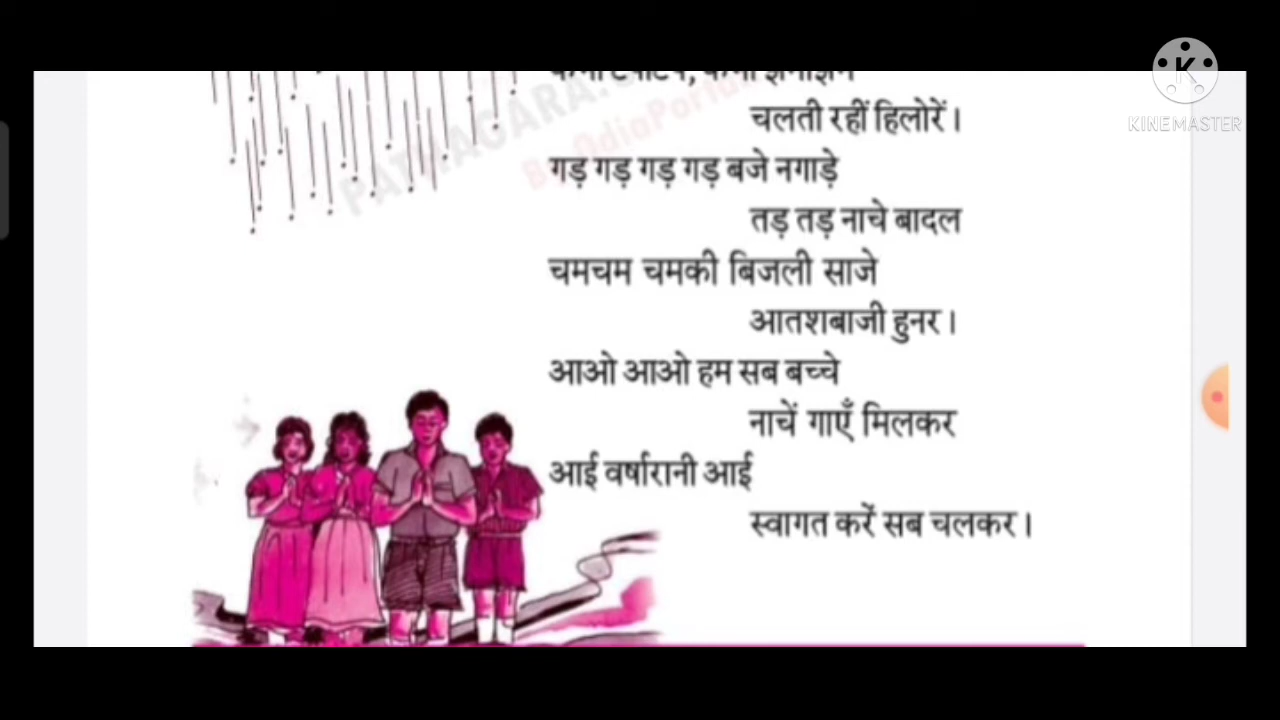 चलती रहीं हिलोरें।
गड़ गड़ गड़ गड़ बजे नगाड़े
तड़ तड़ नाचे बादल
चमचम चमकी बिजली साजे
आतशबाजी हुनर।
आओ आओ हम सब बच्चे
नाचें गाएँ मिलकर
आई वर्षारानी आई
स्वागत करें सब चलकर।
K
KINEMASTER